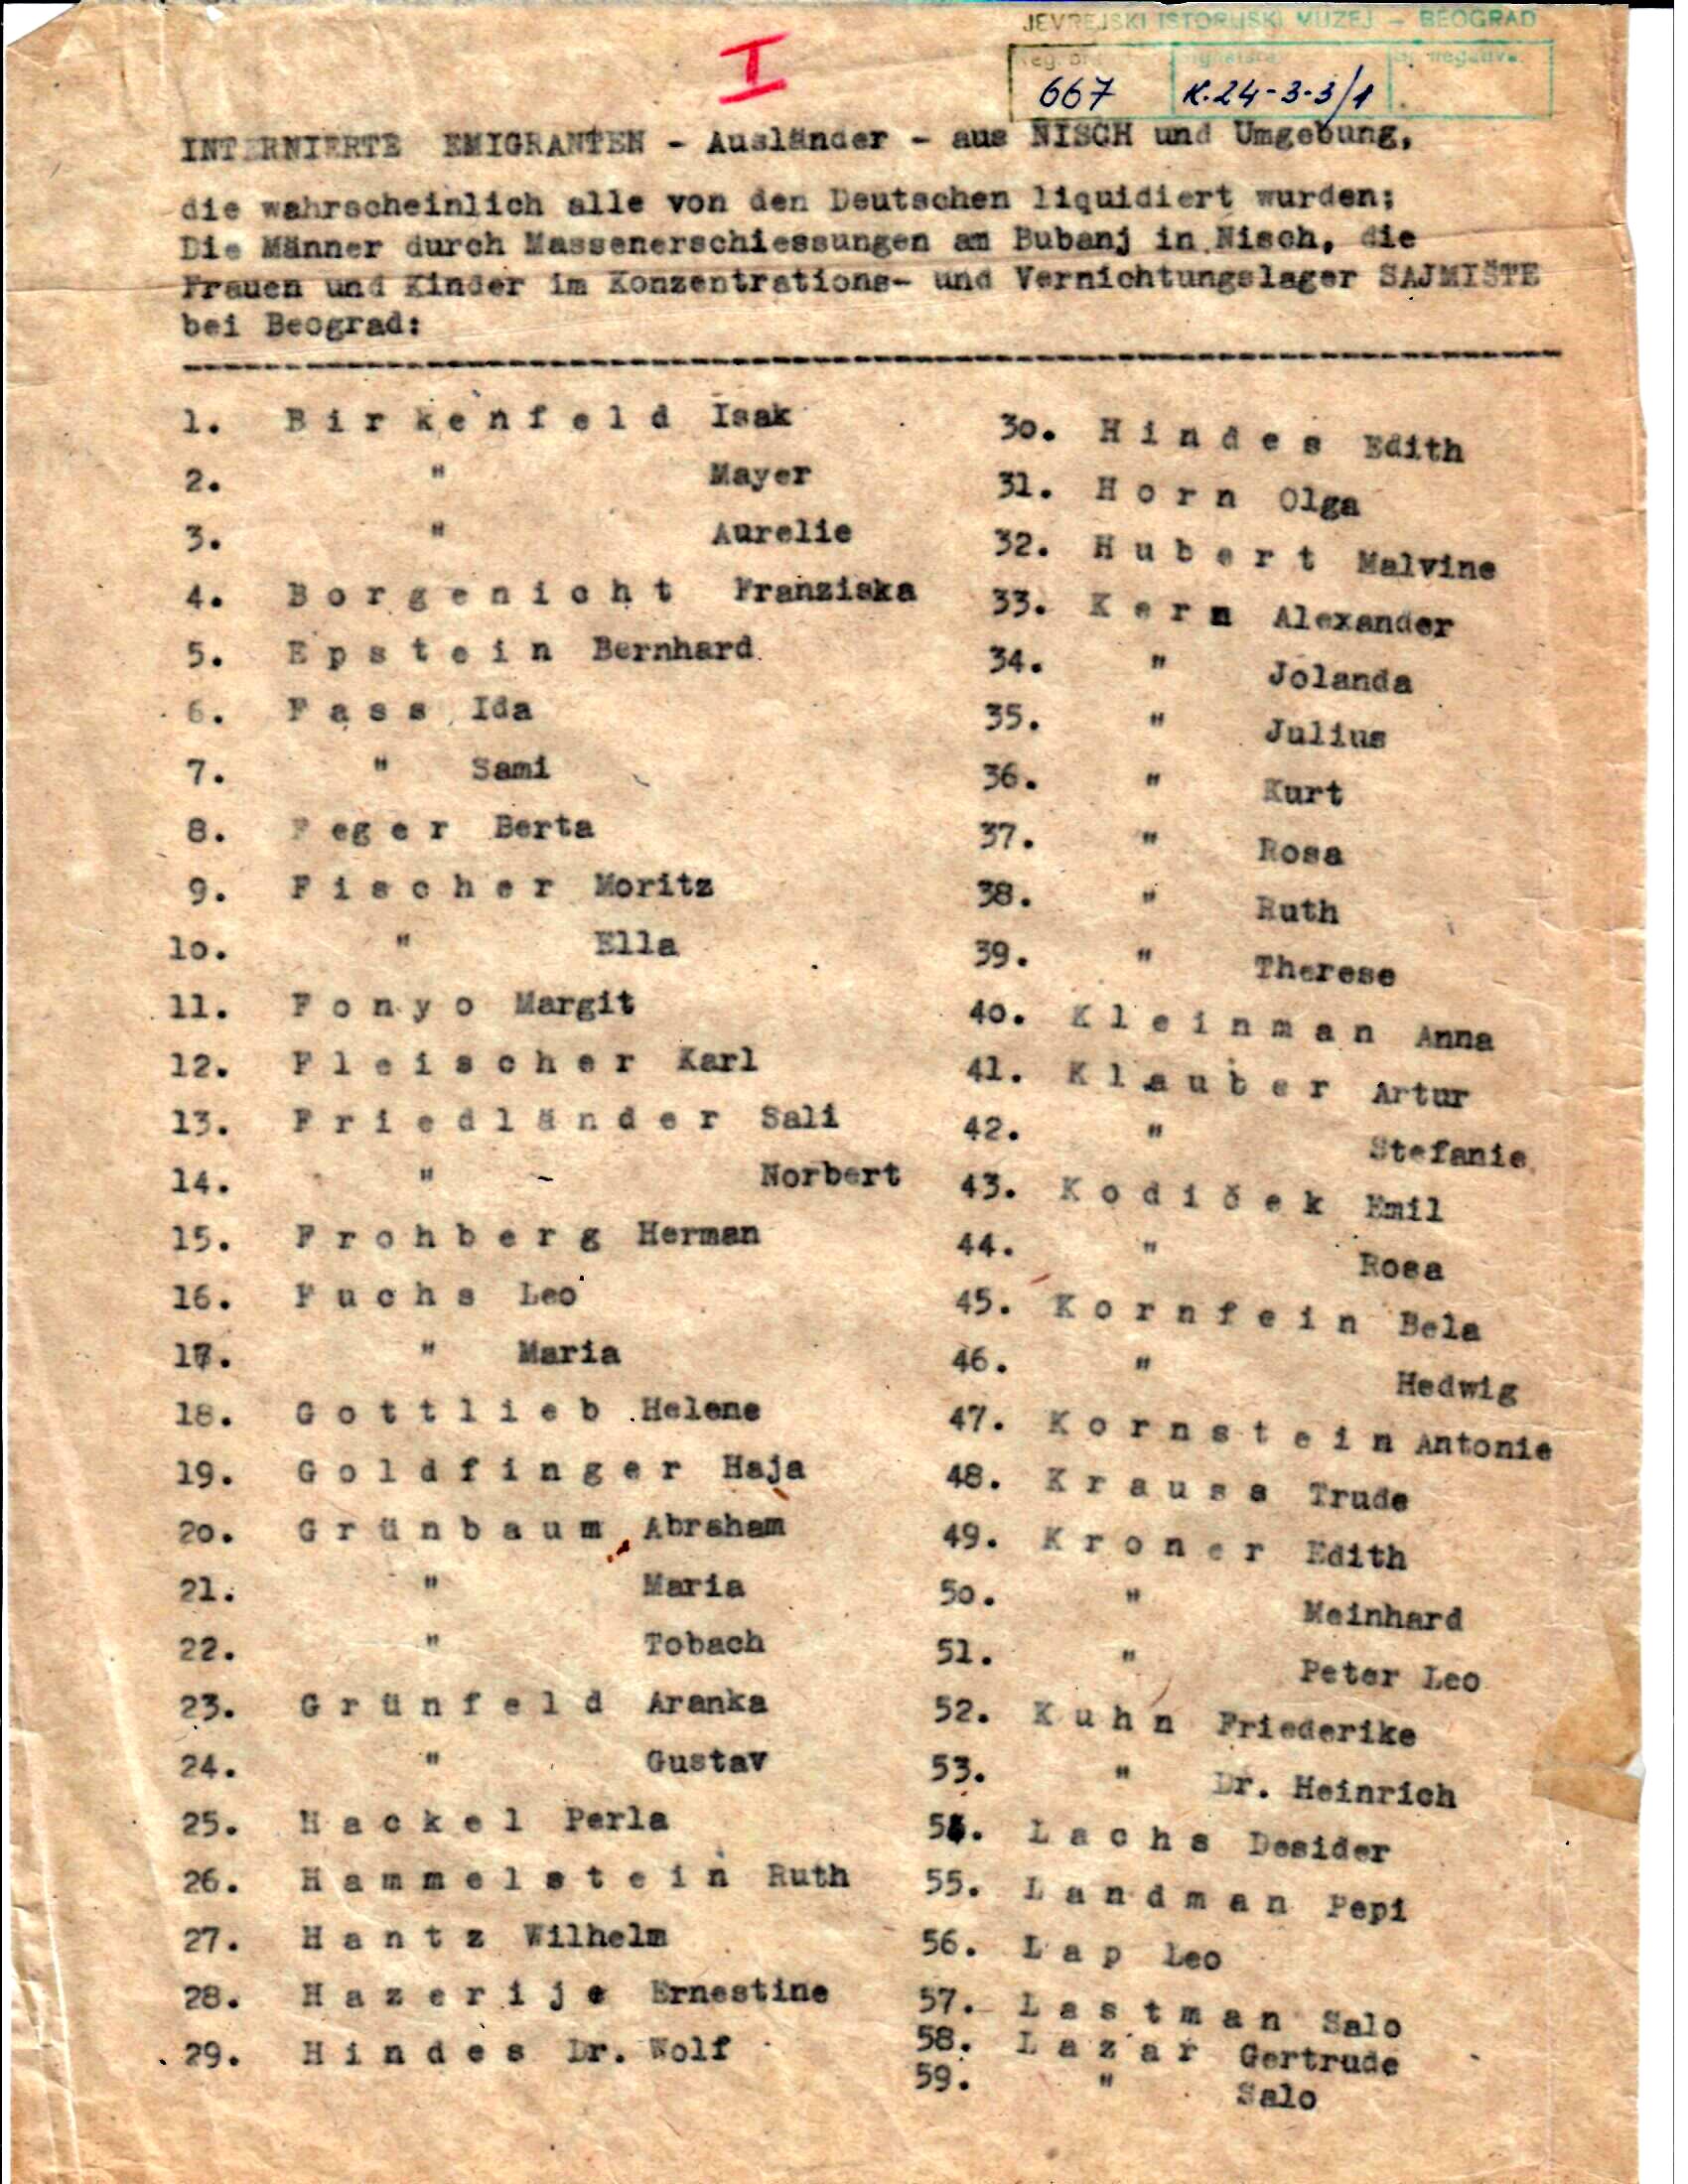 JEVREJSKI ISTORIJSKI MUZEJ – BEOGRAD
I
Reg. br.
667
K.24-3-3/1
INTERNIERTE EMIGRANTEN - Ausländer - aus NISCH und Umgebung,
die wahrscheinlich alle von den Deutschen liquidiert wurden;
Die Männer durch Massenerschiessungen am Bubanj in Nisch, die
Frauen und Kinder im Konzentrations- und Vernichtungslager SAJMIŠTE
bei Beograd:
1. B i r k e n f e l d Isak
2. " Mayer
3. " Aurelie
4. B o r g e n i c h t Franziska
5. E p s t e i n Bernhard
6. F a s s Ida
7. " Sami
8. F e g e r Berta
9. F i s c h e r Moritz
10. " Ella
11. F o n y o Margit
12. F l e i s c h e r Karl
13. F r i e d l ä n d e r Sali
14. " Norbert
15. F r o h b e r g Herman
16. F u c h s Leo
17. " Maria
18. G o t t l i e b Helene
19. G o l d f i n g e r Haja
20. G r ü n b a u m Abraham
21. " Maria
22. " Tobach
23. G r ü n f e l d Aranka
24. " Gustav
25. H a c k e l Perla
26. H a m m e l s t e i n Ruth
27. H a n t z Wilhelm
28. H a z e r i j e Ernestine
29. H i n d e s Dr. Wolf
30. H i n d e s Edith
31. H o r n Olga
32. H u b e r t Malvine
33. K e r n Alexander
34. " Jolanda
35. " Julius
36. " Kurt
37. " Rosa
38. " Ruth
39. " Therese
40. K l e i n m a n Anna
41. K l a u b e r Artur
42. " Stefanie
43. K o d i č e k Emil
44. " Rosa
45. K o r n f e i n Bela
46. " Hedwig
47. K o r n s t e i n Antonie
48. K r a u s s Trude
49. K r o n e r Edith
50. " Meinhard
51. " Peter Leo
52. K u h n Friederike
53. " Dr. Heinrich
54. L a c h s Desider
55. L a n d m a n Pepi
56. L a p Leo
57. L a s t m a n Salo
58. L a z a r Gertrude
59. " Salo